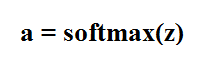 a = softmax(z)